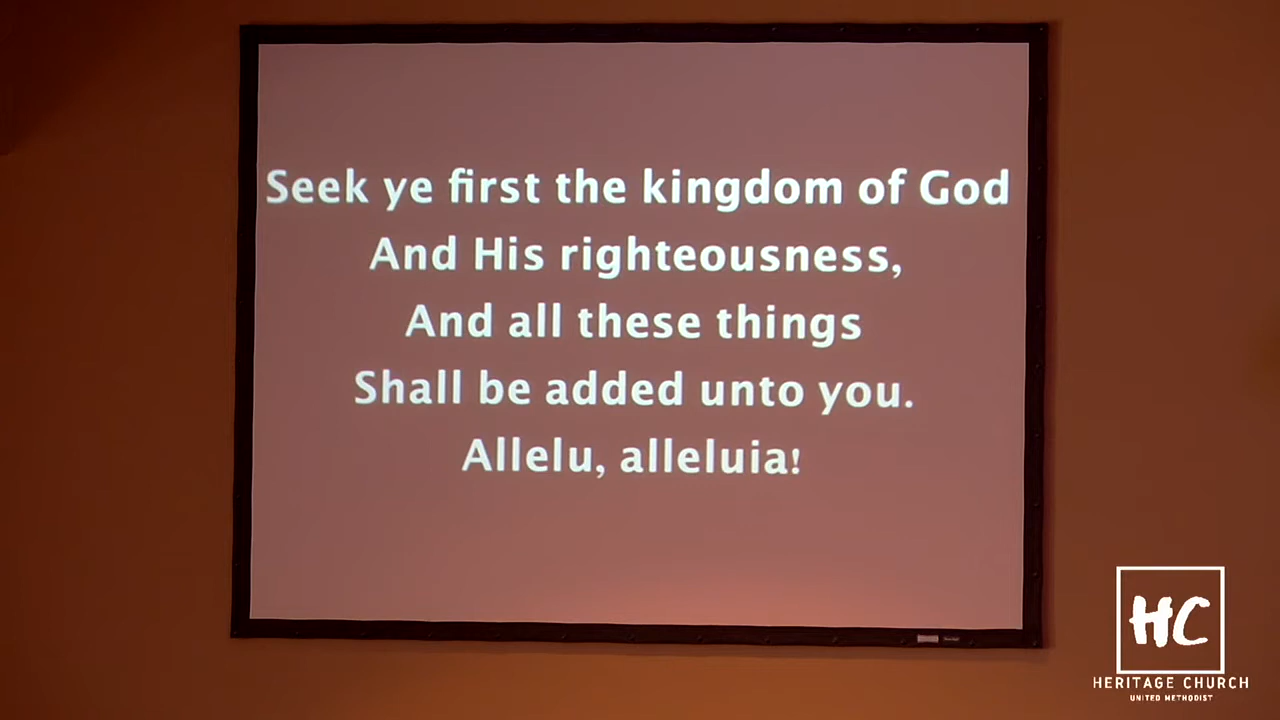 Seek ye first the kingdom of God
And His righteousness,
And all these things
Shall be added unto you.
Allelu, alleluia!
HC
HERITAGE CHURCH
UNITED METHODIST